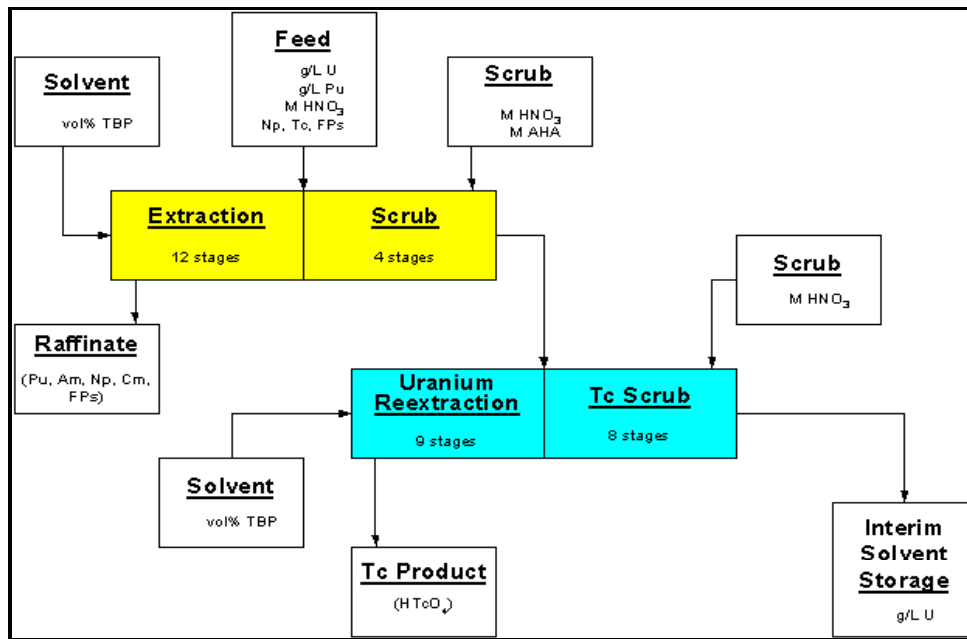 Feed
g/L U
g/L Pu
M HNO₃
Np, Tc, FPs
Solvent
vol% TBP
Scrub
M HNO₃
M AHA
Extraction
12 stages
Scrub
4 stages
Scrub
M HNO₃
Raffinate
(Pu, Am, Np, Cm,
FPs)
Uranium
Reextraction
9 stages
Tc Scrub
8 stages
Solvent
vol% TBP
Tc Product
(HTcO₄)
Interim
Solvent
Storage
g/L U